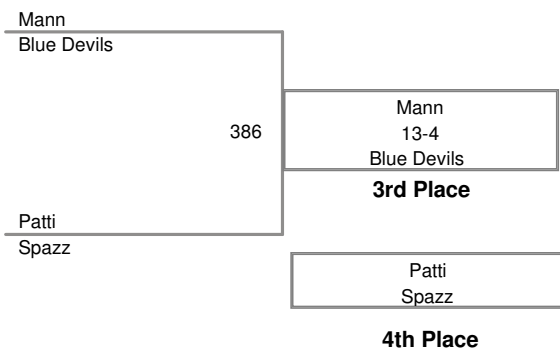 Mann
Blue Devils
386
Mann
13-4
Blue Devils
3rd Place
Patti
Spazz
Patti
Spazz
4th Place